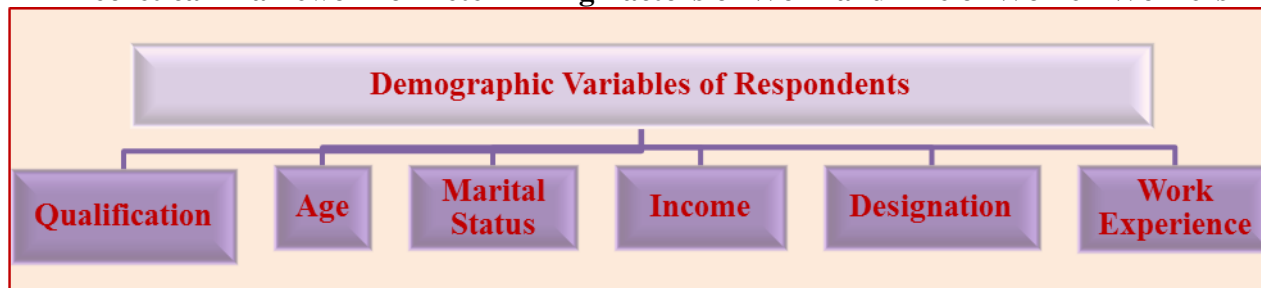 Demographic Variables of Respondents
Qualification
Age
Marital
Status
Income
Designation
Work
Experience